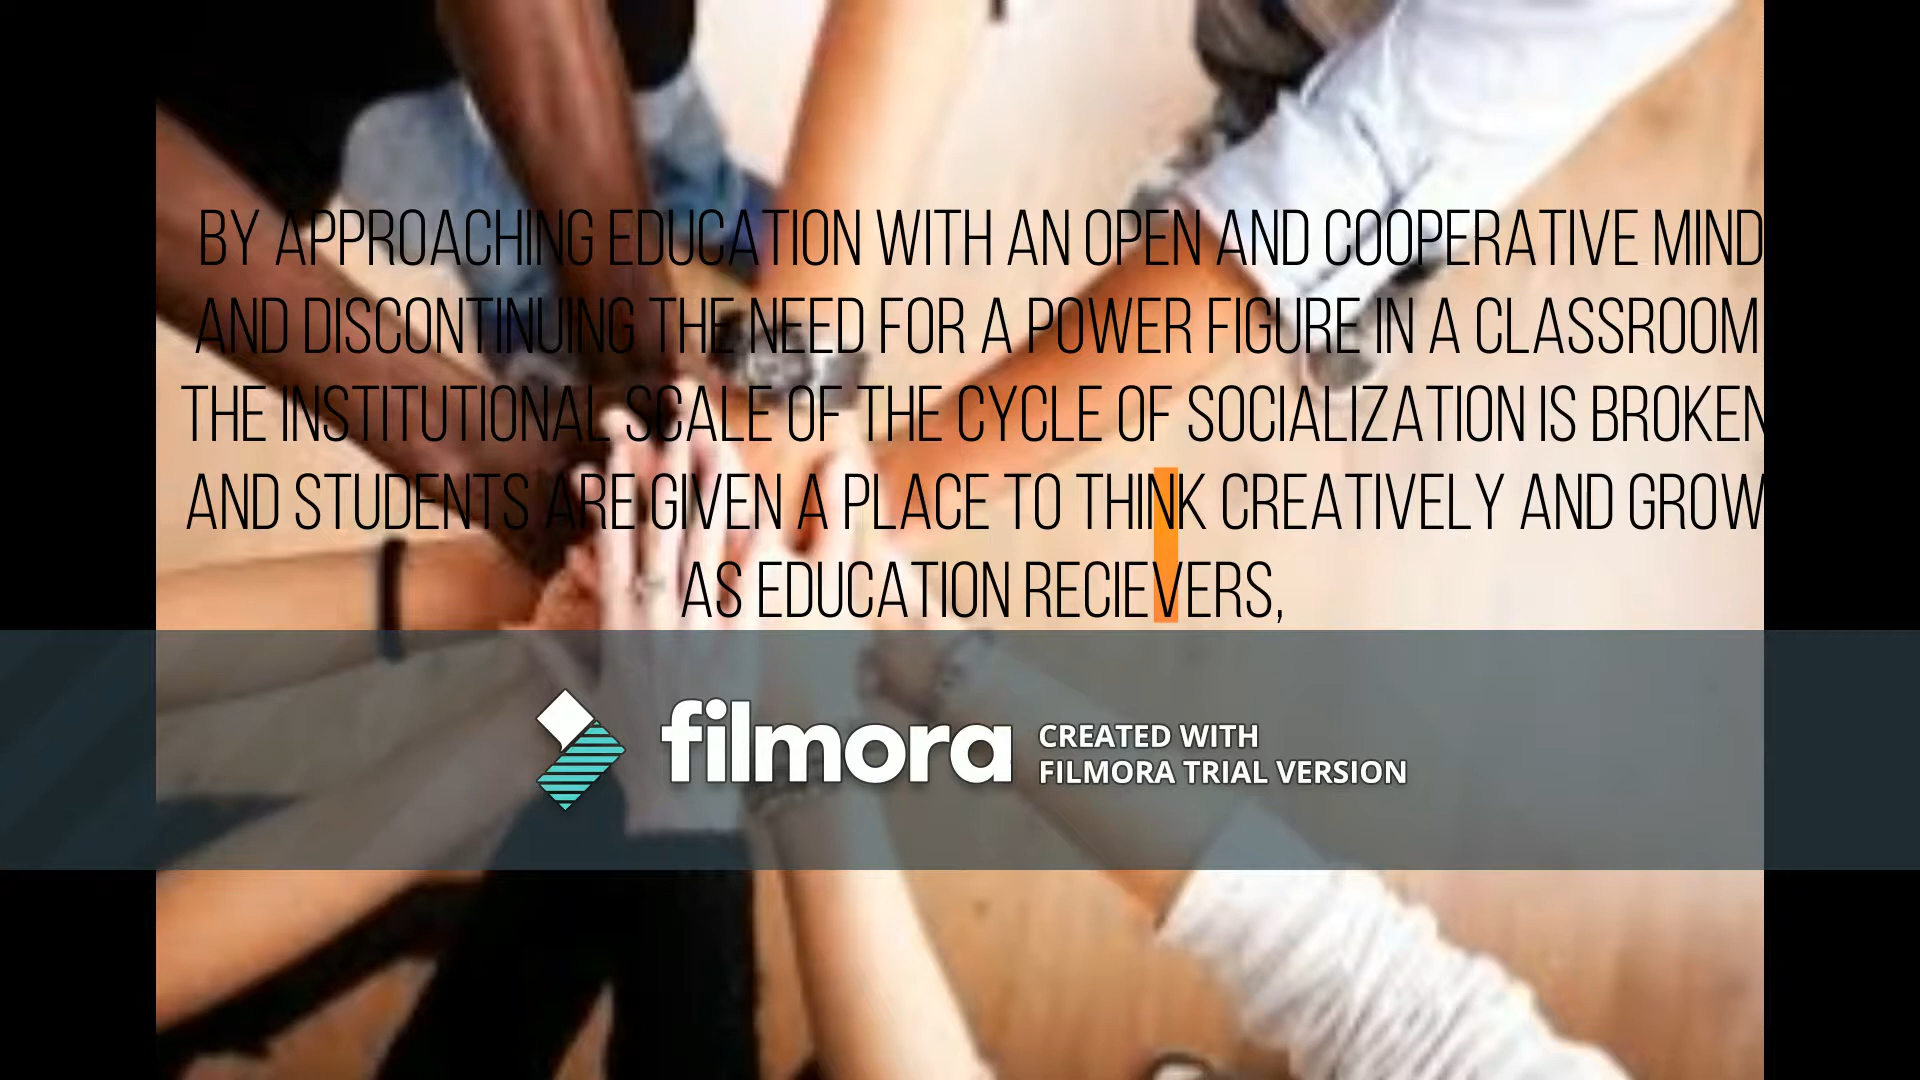 BY APPROACHING EDUCATION WITH AN OPEN AND COOPERATIVE MIND
AND DISCONTINUING THE NEED FOR A POWER FIGURE IN A CLASSROOM
THE INSTITUTIONAL SCALE OF THE CYCLE OF SOCIALIZATION IS BROKEN
AND STUDENTS ARE GIVEN A PLACE TO THINK CREATIVELY AND GROW
AS EDUCATION RECIEVERS,
filmora
CREATED WITH
FILMORA TRIAL VERSION